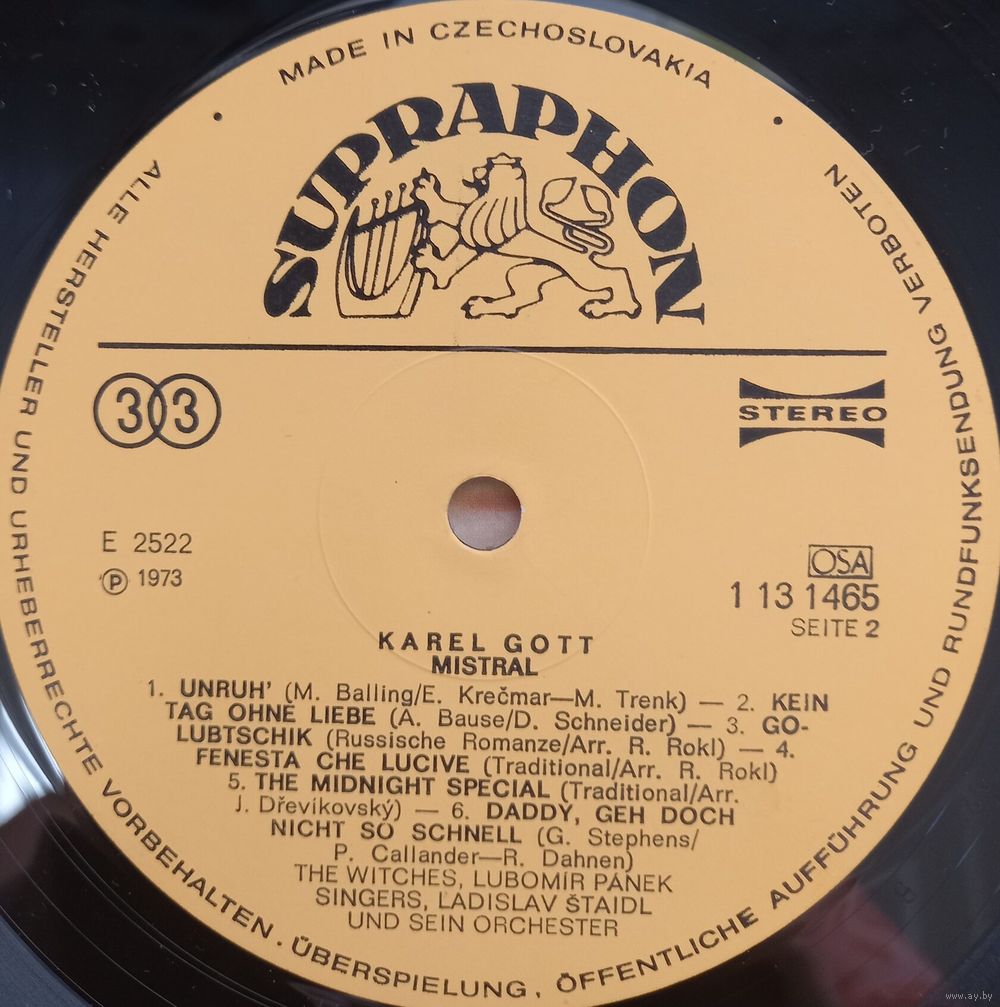 MADE IN CZECHOSLOVAKIA
SUPRAPHON
33
STEREO
E 2522
Ⓟ 1973
OSA
1 13 1465
SEITE 2
KAREL GOTT
MISTRAL
1. UNRUH' (M. Balling/E. Krečmar—M. Trenk) — 2. KEIN
TAG OHNE LIEBE (A. Bause/D. Schneider) — 3. GO-
LUBTSCHIK (Russische Romanze/Arr. R. Rokl) — 4.
FENESTA CHE LUCIVE (Traditional/Arr. R. Rokl)
5. THE MIDNIGHT SPECIAL (Traditional/Arr.
J. Dřevíkovský) — 6. DADDY, GEH DOCH
NICHT SO SCHNELL (G. Stephens/
P. Callander—R. Dahnen)
THE WITCHES, LUBOMÍR PÁNEK
SINGERS, LADISLAV ŠTAIDL
UND SEIN ORCHESTER
ALLE HERSTELLER UND URHEBERRECHTE VORBEHALTEN. ÜBERSPIELUNG, ÖFFENTLICHE AUFFÜHRUNG UND RUNDFUNKSENDUNG VERBOTEN
www.ay.by